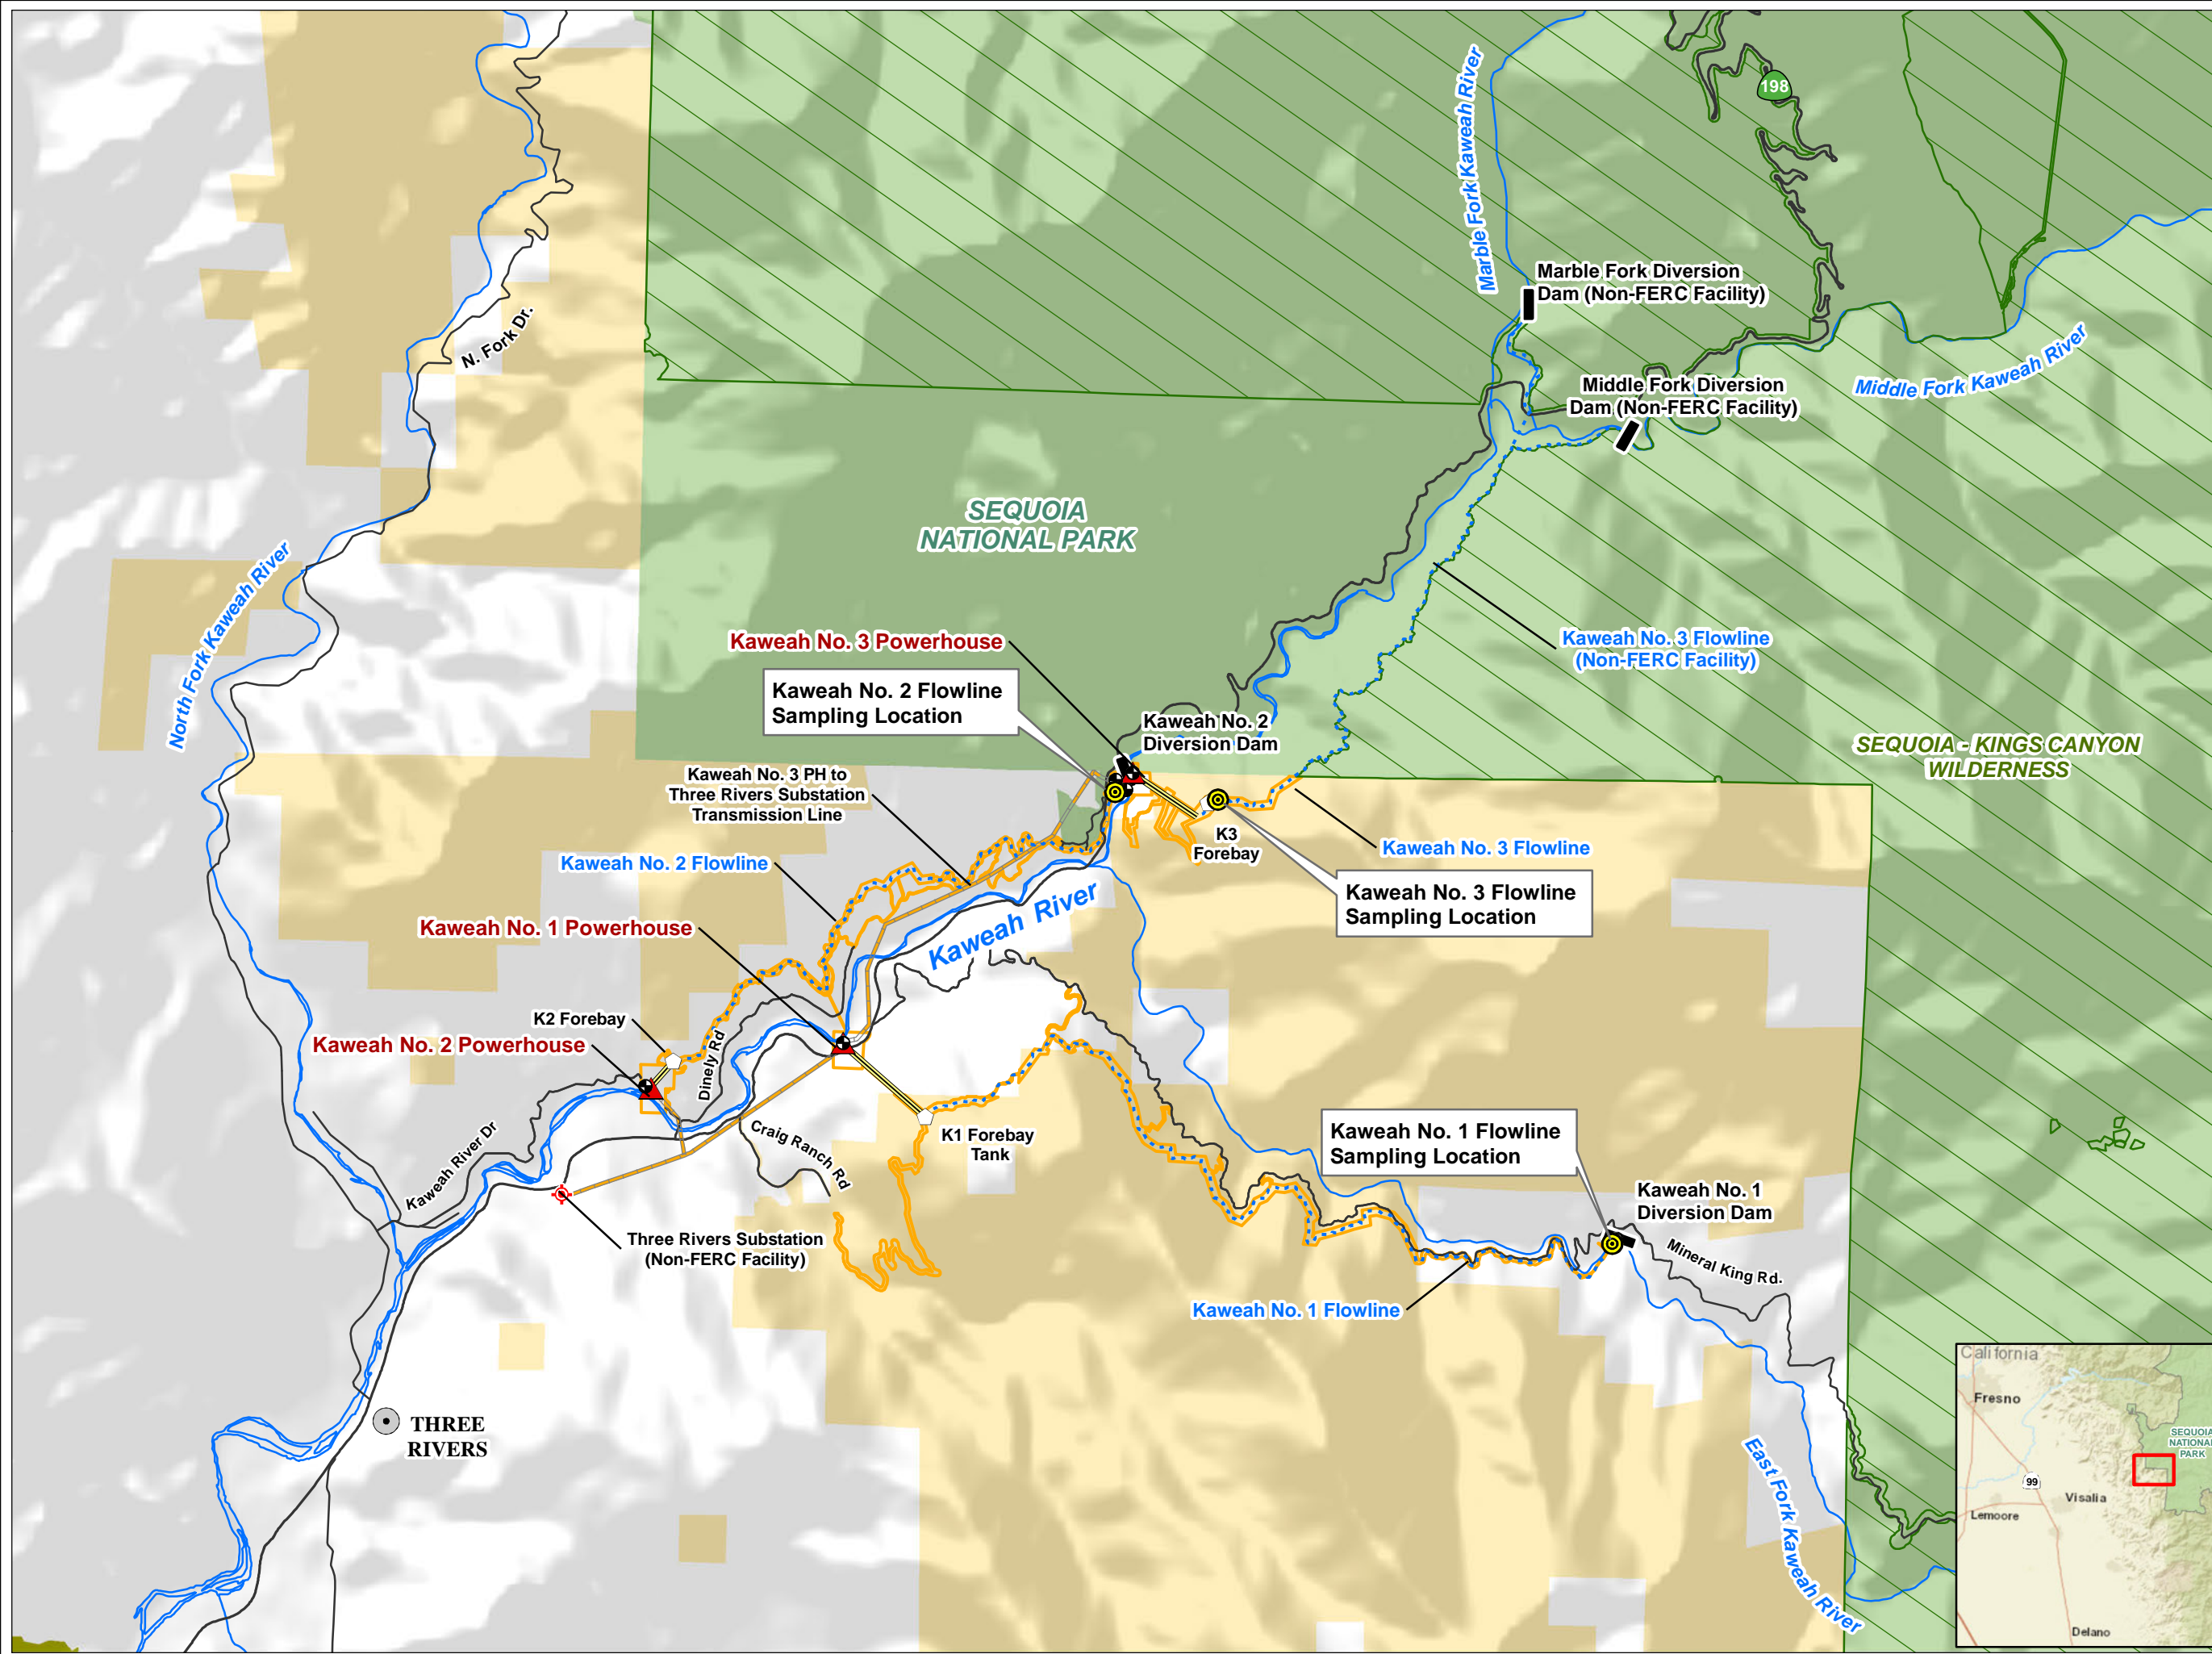 198
Marble Fork Kaweah River
Marble Fork Diversion
Dam (Non-FERC Facility)
N. Fork Dr.
Middle Fork Kaweah River
Middle Fork Diversion
Dam (Non-FERC Facility)
SEQUOIA
NATIONAL PARK
North Fork Kaweah River
Kaweah No. 3 Powerhouse
Kaweah No. 3 Flowline
(Non-FERC Facility)
Kaweah No. 2 Flowline
Sampling Location
Kaweah No. 2
Diversion Dam
SEQUOIA - KINGS CANYON
WILDERNESS
Kaweah No. 3 PH to
Three Rivers Substation
Transmission Line
K3
Forebay
Kaweah No. 3 Flowline
Kaweah No. 2 Flowline
Kaweah No. 3 Flowline
Sampling Location
Kaweah No. 1 Powerhouse
Kaweah River
K2 Forebay
Kaweah No. 2 Powerhouse
Dinely Rd
K1 Forebay
Tank
Craig Ranch Rd
Kaweah River Dr
Kaweah No. 1 Flowline
Sampling Location
Kaweah No. 1
Diversion Dam
Mineral King Rd.
Three Rivers Substation
(Non-FERC Facility)
Kaweah No. 1 Flowline
THREE
RIVERS
East Fork Kaweah River
California
Fresno
SEQUOIA
NATIONAL
PARK
99
Visalia
Lemoore
Delano